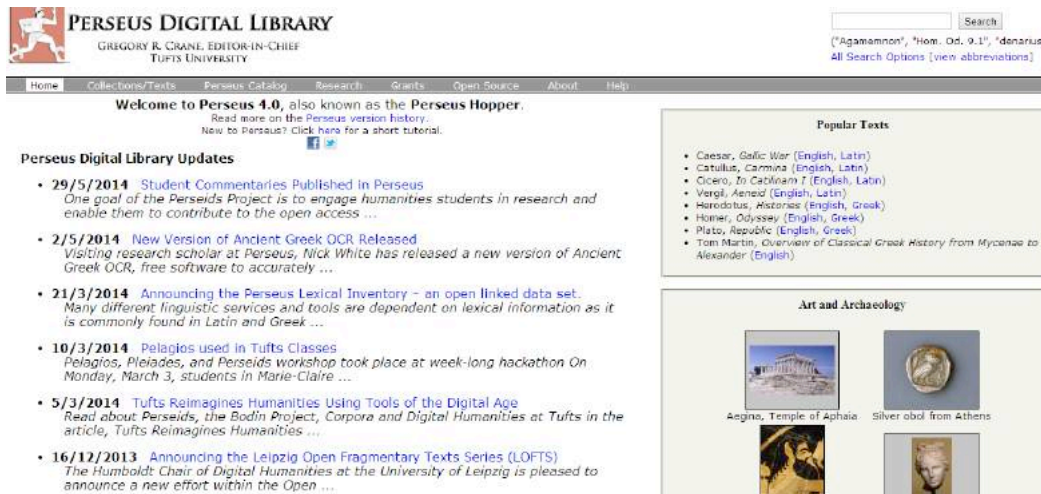 PERSEUS DIGITAL LIBRARY
GREGORY R. CRANE, EDITOR-IN-CHIEF
TUFTS UNIVERSITY
Search
("Agamemnon", "Hom. Od. 9.1", "denarius
All Search Options [view abbreviations]
Home Collections/Texts Perseus Catalog Research Grants Open Source About Help
Welcome to Perseus 4.0, also known as the Perseus Hopper.
Read more on the Perseus version history.
New to Perseus? Click here for a short tutorial.
Perseus Digital Library Updates
• 29/5/2014 Student Commentaries Published in Perseus
One goal of the Perseids Project is to engage humanities students in research and
enable them to contribute to the open access ...
• 2/5/2014 New Version of Ancient Greek OCR Released
Visiting research scholar at Perseus, Nick White has released a new version of Ancient
Greek OCR, free software to accurately ...
• 21/3/2014 Announcing the Perseus Lexical Inventory – an open linked data set.
Many different linguistic services and tools are dependent on lexical information as it
is commonly found in Latin and Greek ...
• 10/3/2014 Pelagios used in Tufts Classes
Pelagios, Pleiades, and Perseids workshop took place at week-long hackathon On
Monday, March 3, students in Marie-Claire ...
• 5/3/2014 Tufts Reimagines Humanities Using Tools of the Digital Age
Read about Perseids, the Bodin Project, Corpora and Digital Humanities at Tufts in the
article, Tufts Reimagines Humanities ...
• 16/12/2013 Announcing the Leipzig Open Fragmentary Texts Series (LOFTS)
The Humboldt Chair of Digital Humanities at the University of Leipzig is pleased to
announce a new effort within the Open ...
Popular Texts
• Caesar, Gallic War (English, Latin)
• Catullus, Carmina (English, Latin)
• Cicero, In Catilinam I (English, Latin)
• Vergil, Aeneid (English, Latin)
• Herodotus, Histories (English, Greek)
• Homer, Odyssey (English, Greek)
• Plato, Republic (English, Greek)
• Tom Martin, Overview of Classical Greek History from Mycenae to
Alexander (English)
Art and Archaeology
Aegina, Temple of Aphaia
Silver obol from Athens